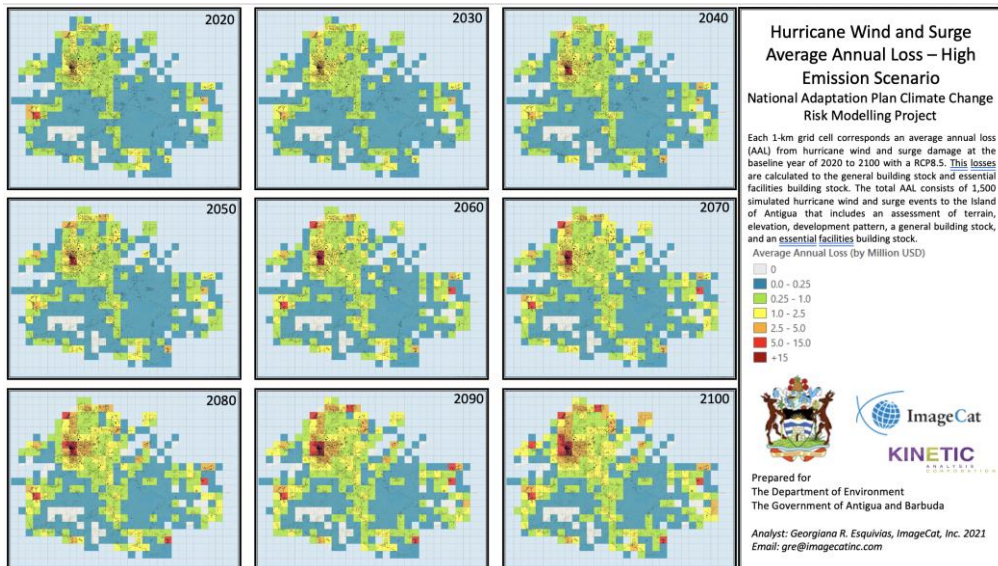 2020
2030
2040
2050
2060
2070
2080
2090
2100
Hurricane Wind and Surge
Average Annual Loss – High
Emission Scenario
National Adaptation Plan Climate Change
Risk Modelling Project
Each 1-km grid cell corresponds an average annual loss
(AAL) from hurricane wind and surge damage at the
baseline year of 2020 to 2100 with a RCP8.5. This losses
are calculated to the general building stock and essential
facilities building stock. The total AAL consists of 1,500
simulated hurricane wind and surge events to the Island
of Antigua that includes an assessment of terrain,
elevation, development pattern, a general building stock,
and an essential facilities building stock.
Average Annual Loss (by Million USD)
0
0.0 - 0.25
0.25 - 1.0
1.0 - 2.5
2.5 - 5.0
5.0 - 15.0
+15
ImageCat
KINETIC
ANALYSIS
CORPORATION
Prepared for
The Department of Environment
The Government of Antigua and Barbuda
Analyst: Georgiana R. Esquivias, ImageCat, Inc. 2021
Email: gre@imagecatinc.com